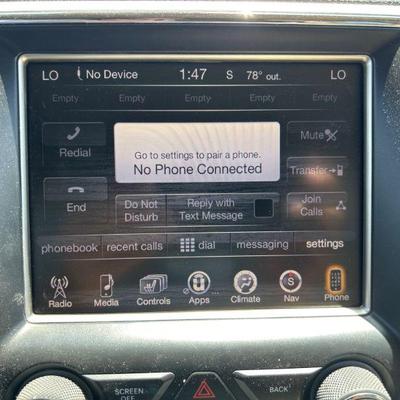 LO No Device 1:47 S 78° out. LO
Empty Empty Empty Empty Empty
Redial
Go to settings to pair a phone.
No Phone Connected
Mute
Transfer
End
Do Not
Disturb
Reply with
Text Message
Join
Calls
phonebook recent calls dial messaging settings
Radio Media Controls Apps Climate Nav Phone
S
SCREEN
OFF
BACK